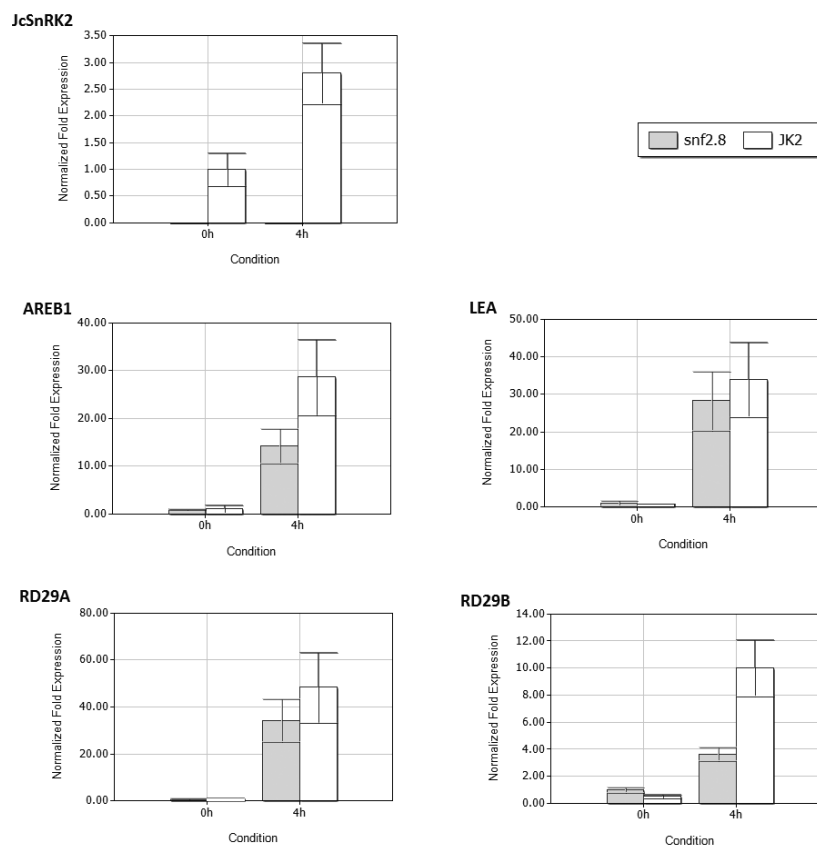 JcSnRK2
Normalized Fold Expression
3.50
3.00
2.50
2.00
1.50
1.00
0.50
0.00
0h
4h
Condition
snf2.8
JK2
AREB1
Normalized Fold Expression
40.00
30.00
20.00
10.00
0.00
0h
4h
Condition
LEA
Normalized Fold Expression
50.00
40.00
30.00
20.00
10.00
0.00
0h
4h
Condition
RD29A
Normalized Fold Expression
80.00
60.00
40.00
20.00
0.00
0h
4h
Condition
RD29B
Normalized Fold Expression
14.00
12.00
10.00
8.00
6.00
4.00
2.00
0.00
0h
4h
Condition